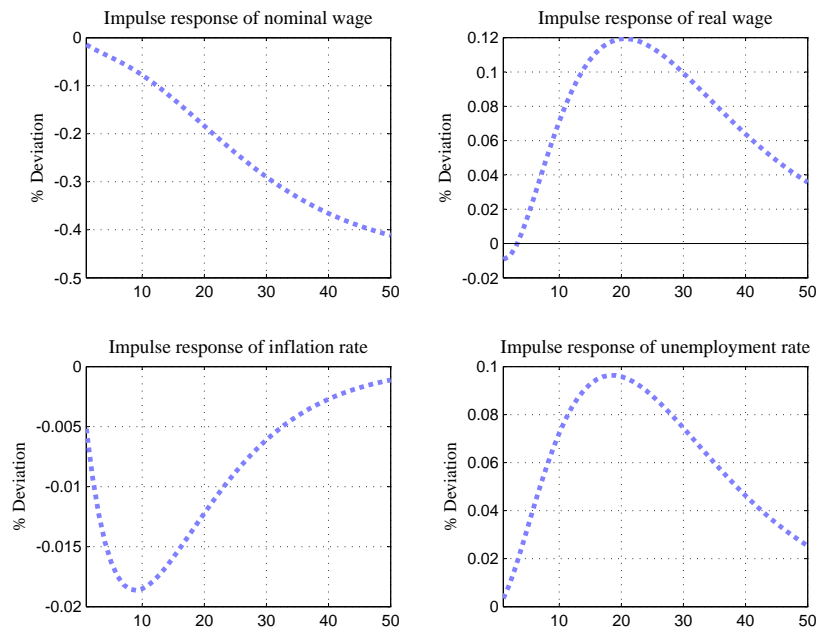 Impulse response of nominal wage
0
-0.1
-0.2
-0.3
-0.4
-0.5
% Deviation
10 20 30 40 50
Impulse response of real wage
0.12
0.1
0.08
0.06
0.04
0.02
0
-0.02
% Deviation
10 20 30 40 50
Impulse response of inflation rate
0
-0.005
-0.01
-0.015
-0.02
% Deviation
10 20 30 40 50
Impulse response of unemployment rate
0.1
0.08
0.06
0.04
0.02
0
% Deviation
10 20 30 40 50